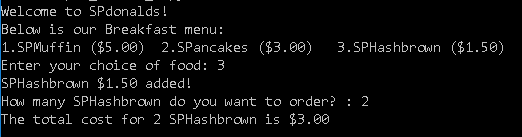 Welcome to SPdonalds!
Below is our Breakfast menu:
1.SPMuffin ($5.00)  2.SPancakes ($3.00)   3.SPHashbrown ($1.50)
Enter your choice of food: 3
SPHashbrown $1.50 added!
How many SPHashbrown do you want to order? : 2
The total cost for 2 SPHashbrown is $3.00